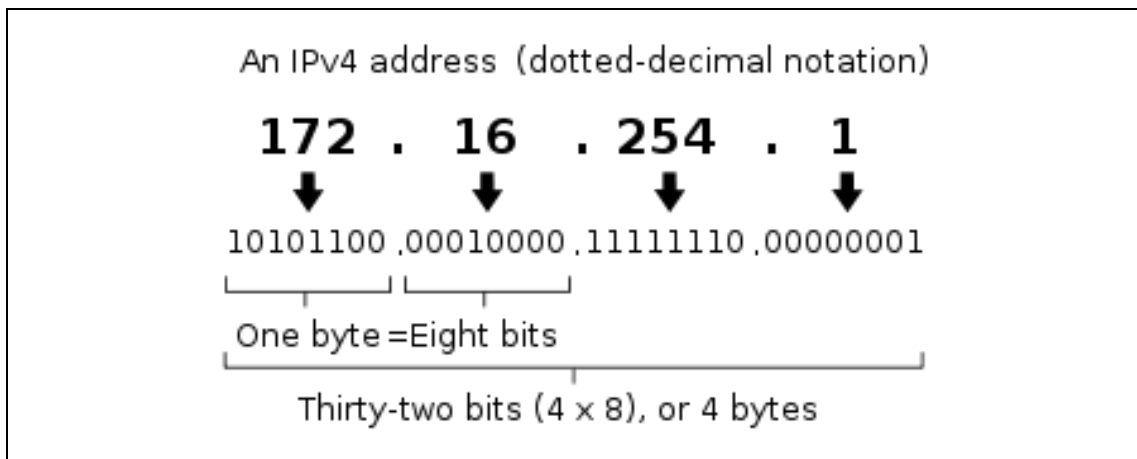 An IPv4 address (dotted-decimal notation)
172 . 16 . 254 . 1
10101100 .00010000 .11111110 .00000001
One byte =Eight bits
Thirty-two bits (4 x 8), or 4 bytes